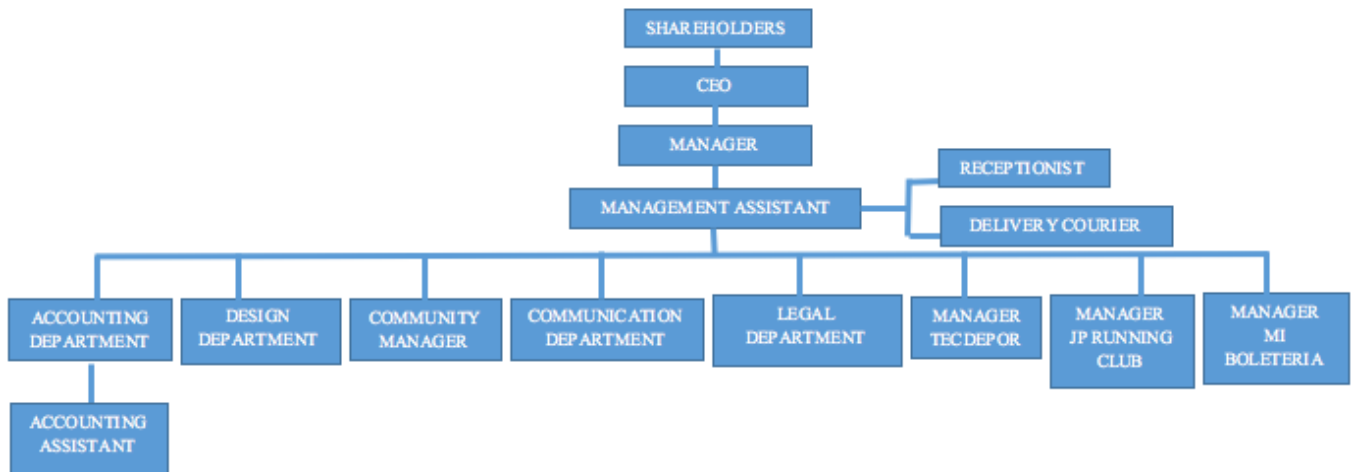 SHAREHOLDERS
CEO
MANAGER
RECEPTIONIST
MANAGEMENT ASSISTANT
DELIVERY COURIER
ACCOUNTING
DEPARTMENT
DESIGN
DEPARTMENT
COMMUNITY
MANAGER
COMMUNICATION
DEPARTMENT
LEGAL
DEPARTMENT
MANAGER
TECDEPOR
MANAGER
JP RUNNING
CLUB
MANAGER
MI
BOLETERIA
ACCOUNTING
ASSISTANT